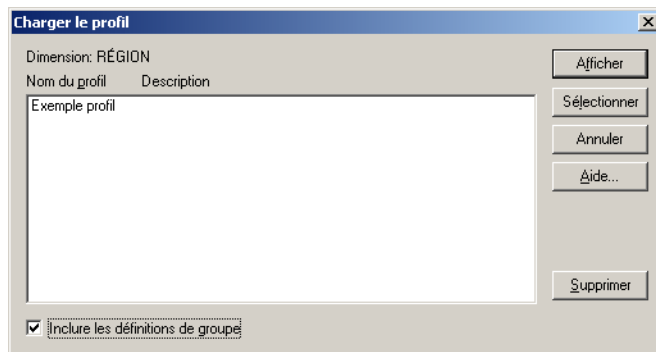 Charger le profil
Dimension: RÉGION
Nom du profil Description
Exemple profil
Afficher
Sélectionner
Annuler
Aide...
Supprimer
Inclure les définitions de groupe